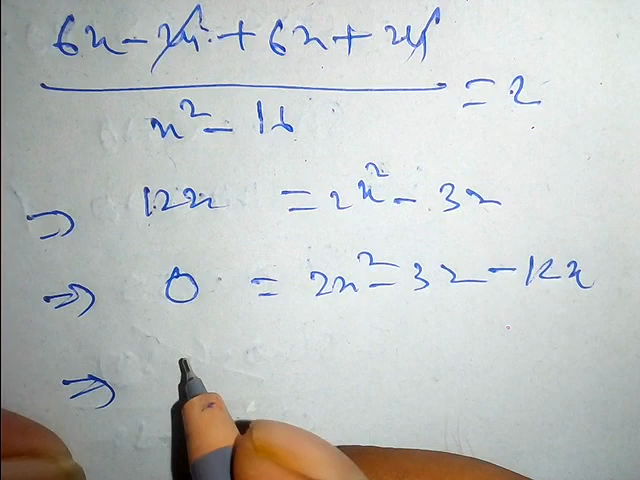 6x - 24 + 6x + 24
x² - 16
= 2
⇒ 12x = 2x² - 32
⇒ 0 = 2x² - 32 - 12x
⇒